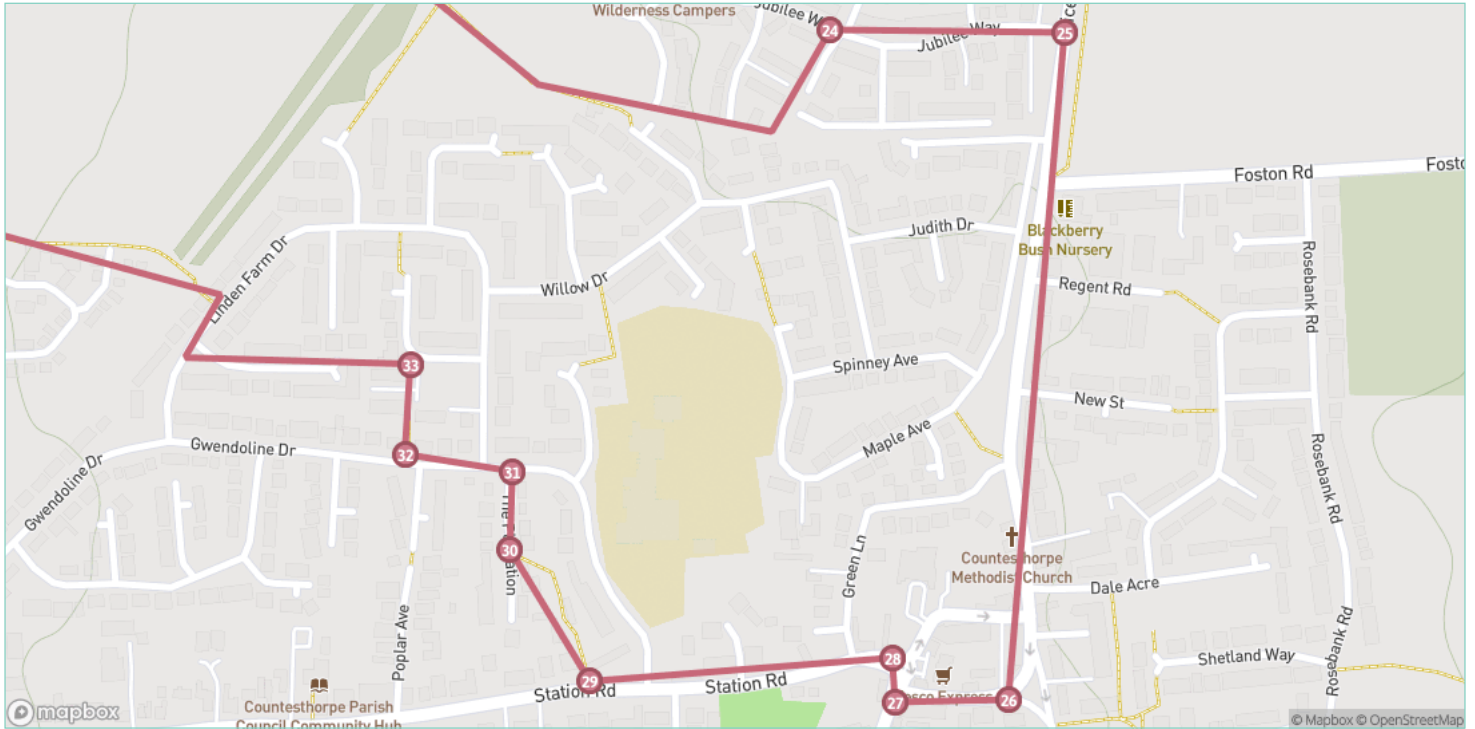 Wilderness Campers
Jubilee Way
24
Jubilee Way
25
Foston Rd
Blackberry
Bush Nursery
Judith Dr
Linden Farm Dr
Willow Dr
Regent Rd
Rosebank Rd
33
Spinney Ave
New St
Gwendoline Dr
32
31
Maple Ave
Gwendoline Dr
Rosebank Rd
30
Countesthorpe
Methodist Church
Green Ln
Dale Acre
Poplar Ave
28
Shetland Way
Rosebank Rd
29
Station Rd
Station Rd
27
26
Countesthorpe Parish
Council Community Hub
mapbox
© Mapbox © OpenStreetMap